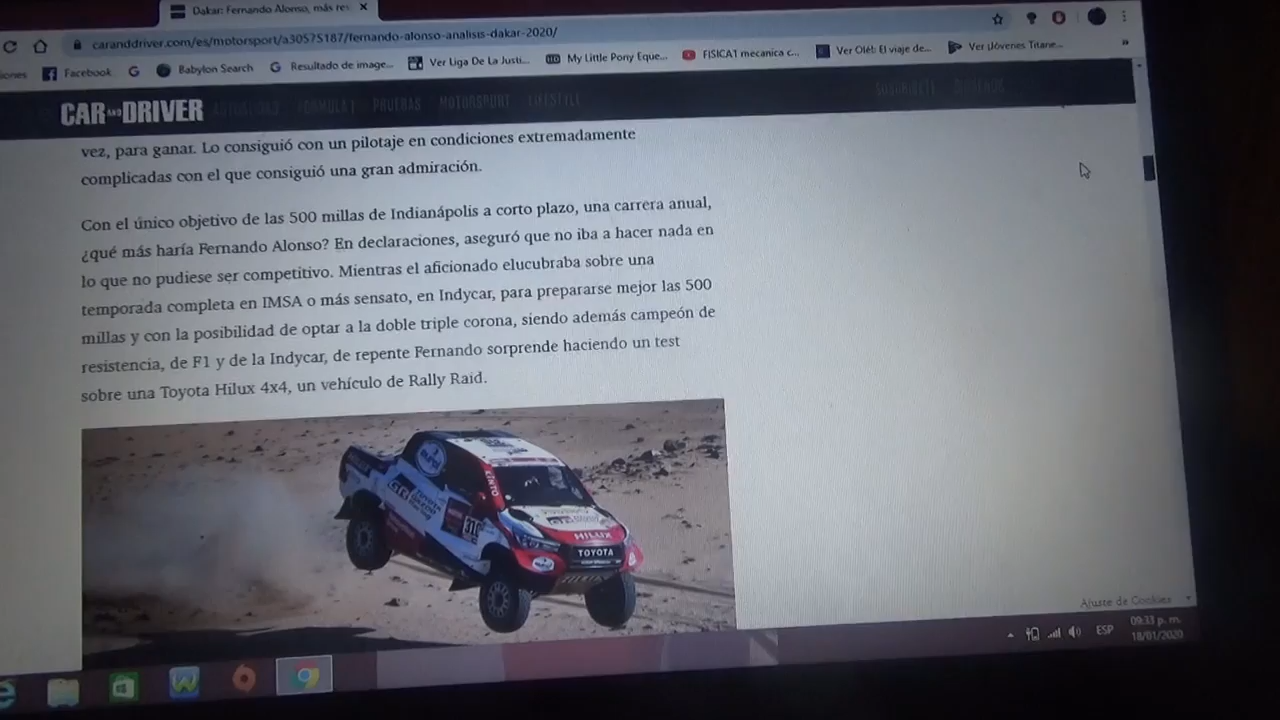 Dakar: Fernando Alonso, más res
caranddriver.com/es/motorsport/a30575187/fernando-alonso-analisis-dakar-2020/
iones Facebook G Babylon Search Resultado de image... Ver Liga De La Justi... My Little Pony Eque... FISICA1 mecanica c... Ver Olé: El viaje de... Ver ¡Jóvenes Titane... »
CAR AND DRIVER FORMULA 1 PRUEBAS MOTORSPORT LIFESTYLE SUSCRÍBETE
vez, para ganar. Lo consiguió con un pilotaje en condiciones extremadamente
complicadas con el que consiguió una gran admiración.
Con el único objetivo de las 500 millas de Indianápolis a corto plazo, una carrera anual,
¿qué más haría Fernando Alonso? En declaraciones, aseguró que no iba a hacer nada en
lo que no pudiese ser competitivo. Mientras el aficionado elucubraba sobre una
temporada completa en IMSA o más sensato, en Indycar, para prepararse mejor las 500
millas y con la posibilidad de optar a la doble triple corona, siendo además campeón de
resistencia, de F1 y de la Indycar, de repente Fernando sorprende haciendo un test
sobre una Toyota Hilux 4x4, un vehículo de Rally Raid.
GR TOYOTA
310
HILUX
TOYOTA
Ajuste de Cookies
ESP
09:33 p. m.
18/01/2020